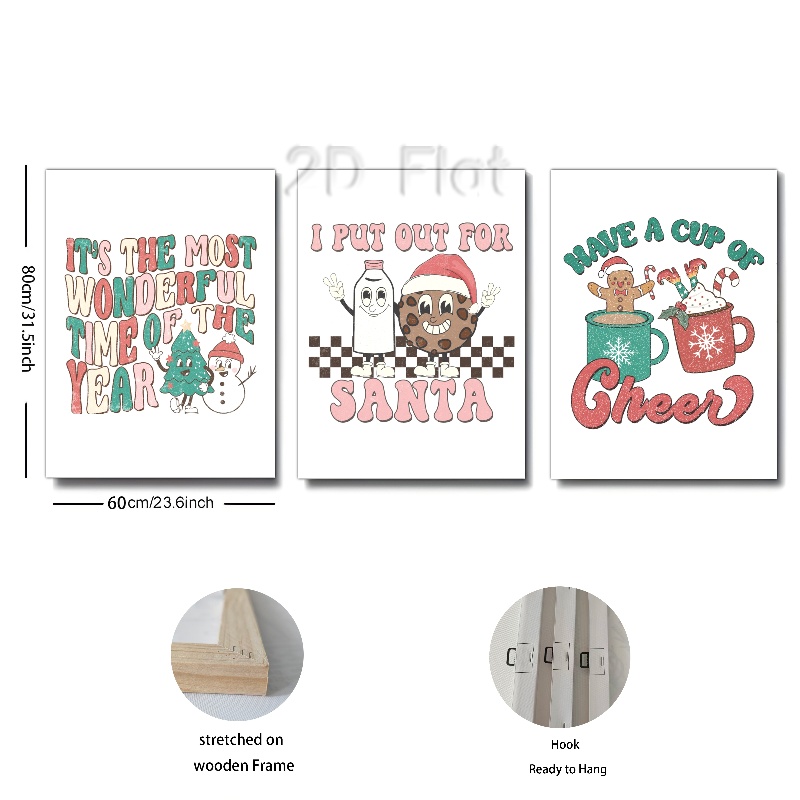 2D Flat
IT'S THE MOST
WONDERFUL
TIME OF THE
YEAR
I PUT OUT FOR
SANTA
HAVE A CUP OF
Cheer
80cm/31.5inch
60cm/23.6inch
stretched on
wooden Frame
Hook
Ready to Hang